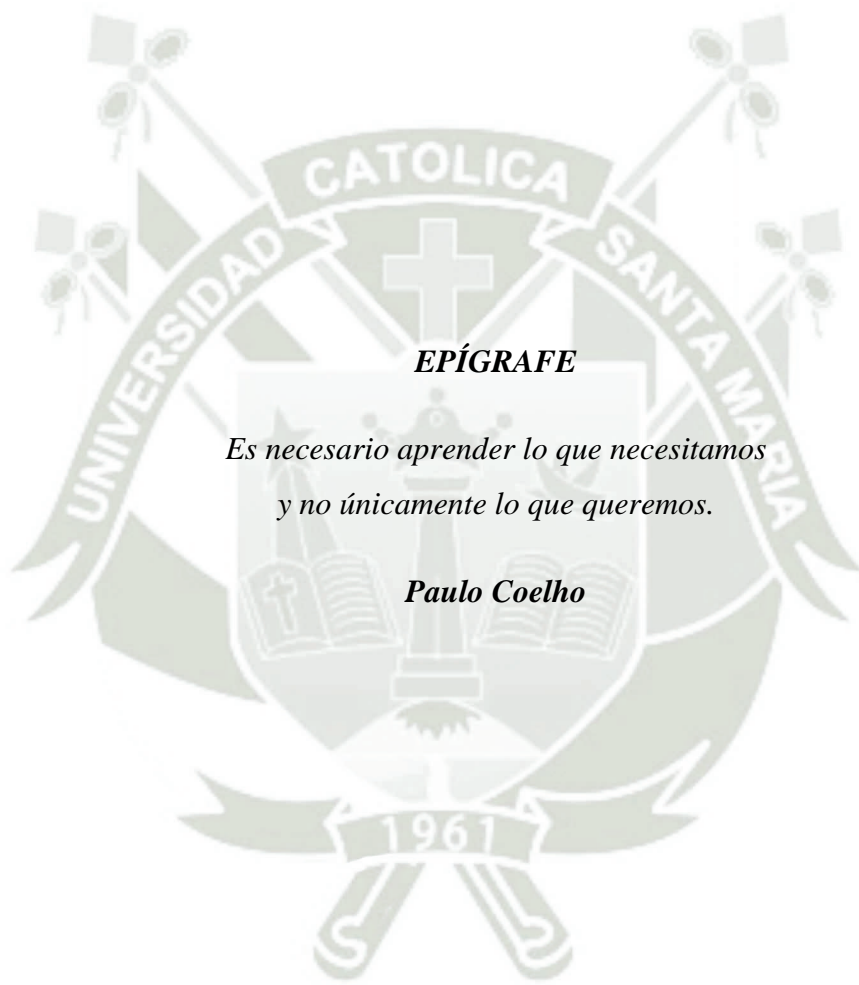 UNIVERSIDAD CATOLICA SANTA MARIA
EPÍGRAFE
Es necesario aprender lo que necesitamos
y no únicamente lo que queremos.
Paulo Coelho
1961